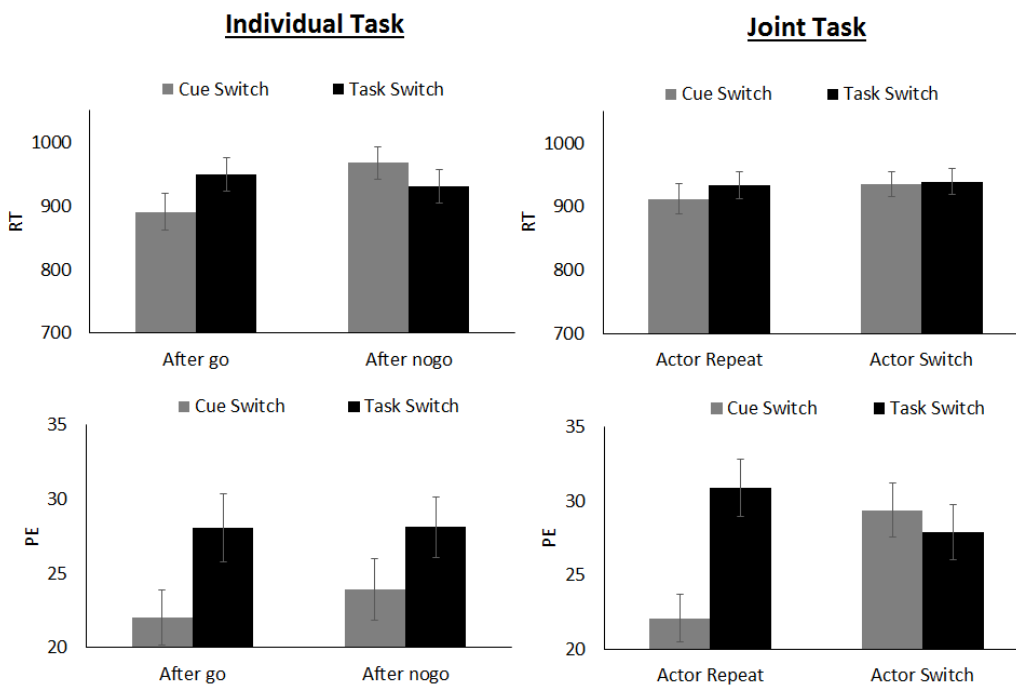 Individual Task
Cue Switch Task Switch
1000
900
800
700
RT
After go After nogo
Cue Switch Task Switch
35
30
25
20
PE
After go After nogo
Joint Task
Cue Switch Task Switch
1000
900
800
700
RT
Actor Repeat Actor Switch
Cue Switch Task Switch
35
30
25
20
PE
Actor Repeat Actor Switch